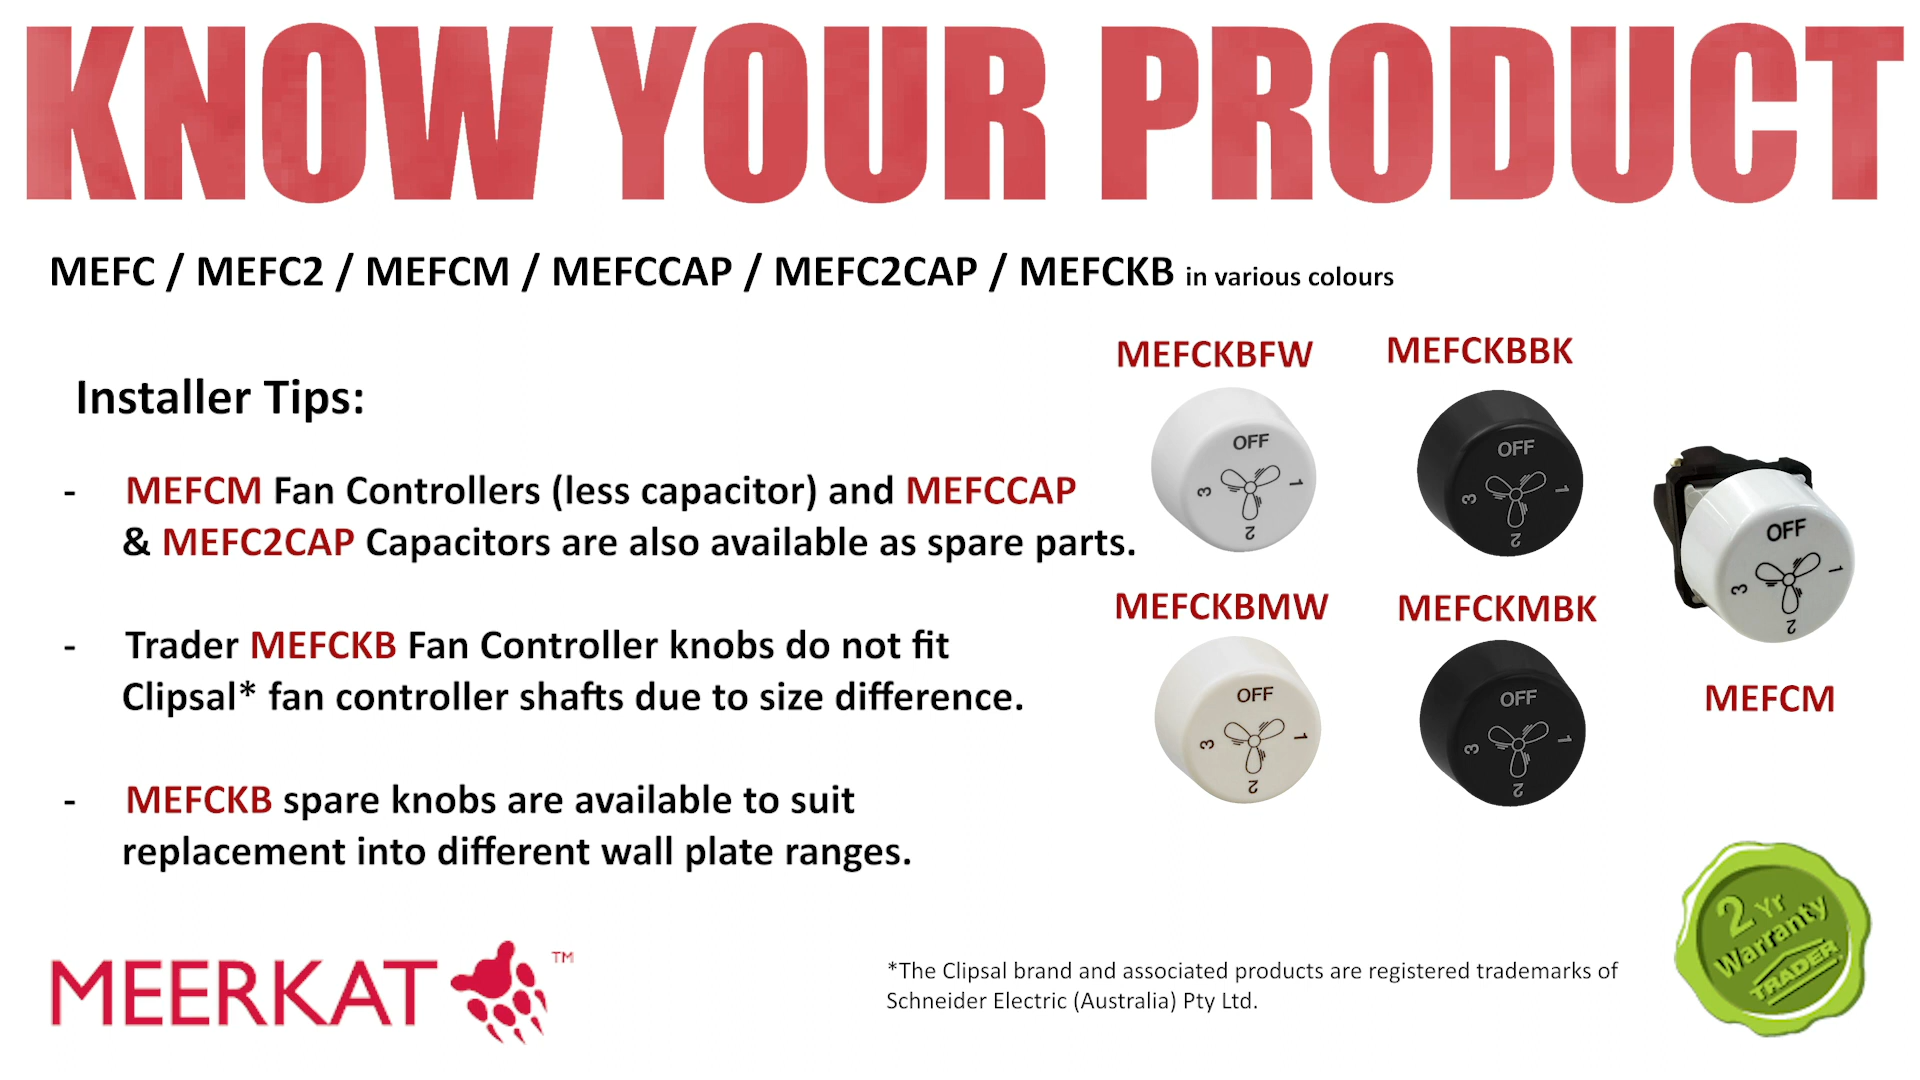 KNOW YOUR PRODUCT
MEFC / MEFC2 / MEFCM / MEFCCAP / MEFC2CAP / MEFCKB in various colours
Installer Tips:
- MEFCM Fan Controllers (less capacitor) and MEFCCAP
& MEFC2CAP Capacitors are also available as spare parts.
- Trader MEFCKB Fan Controller knobs do not fit
Clipsal* fan controller shafts due to size difference.
- MEFCKB spare knobs are available to suit
replacement into different wall plate ranges.
MEFCKBFW
OFF
1
2
3
MEFCKBBK
OFF
1
2
3
MEFCKBMW
OFF
1
2
3
MEFCKMBK
OFF
1
2
3
OFF
1
2
3
MEFCM
MEERKAT™
*The Clipsal brand and associated products are registered trademarks of
Schneider Electric (Australia) Pty Ltd.
2 Yr
Warranty
TRADER